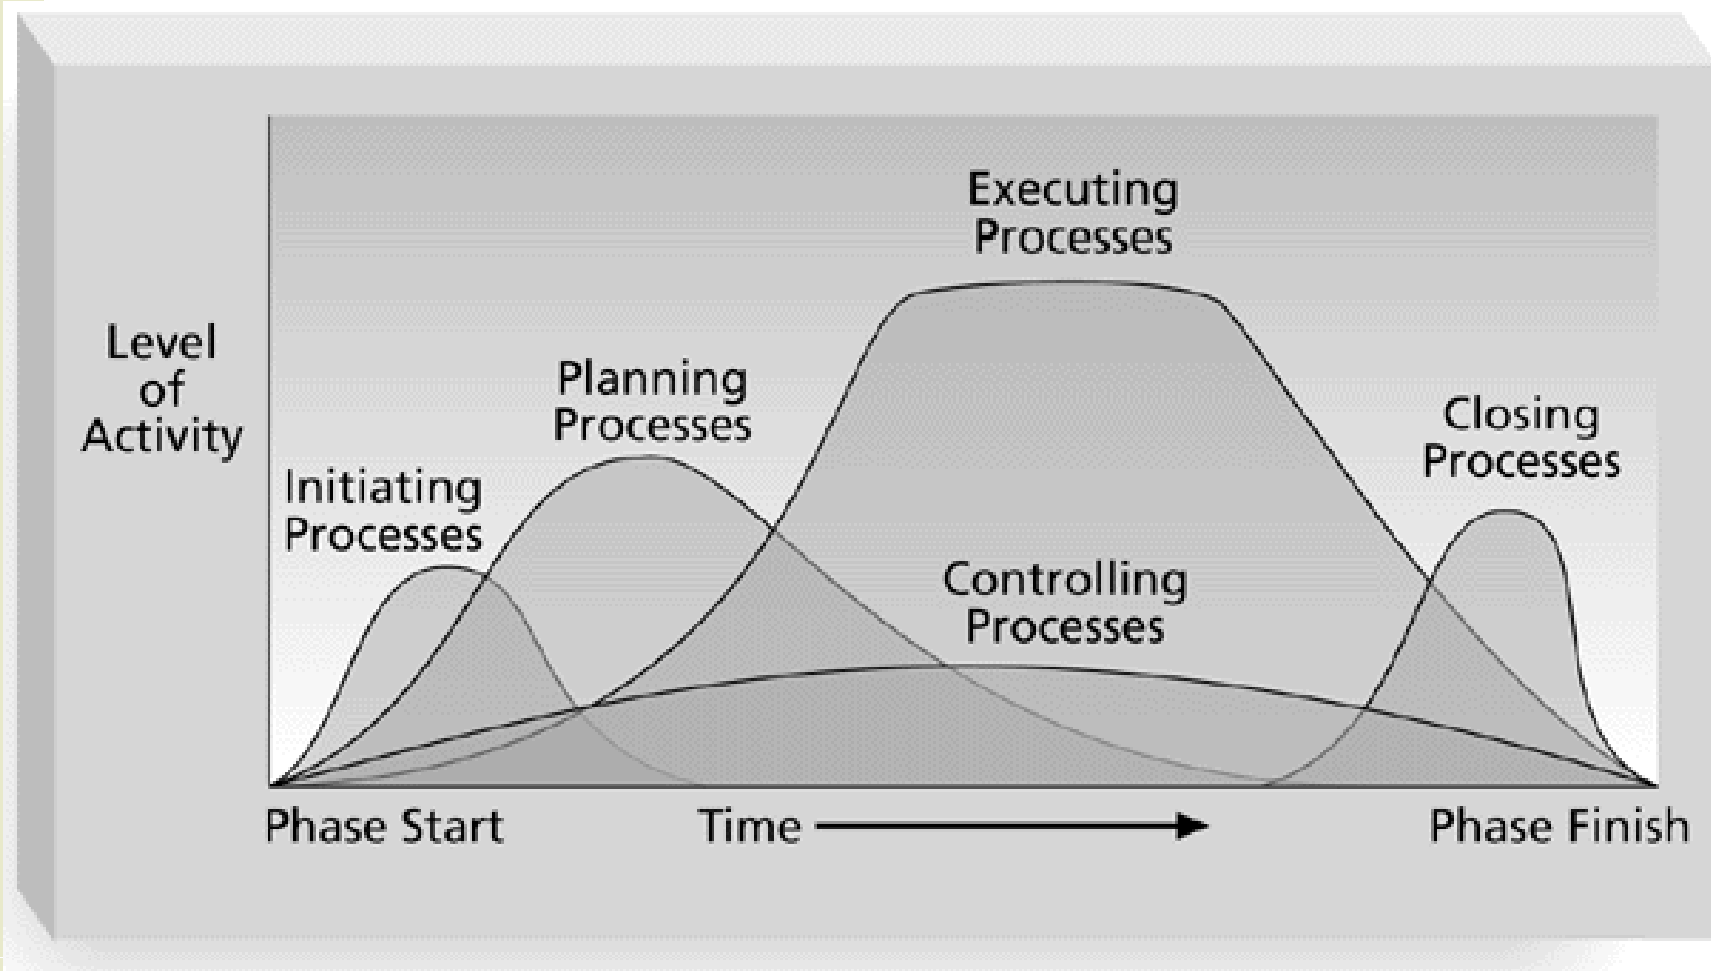 Executing
Processes
Level
of
Activity
Planning
Processes
Closing
Processes
Initiating
Processes
Controlling
Processes
Phase Start
Time
Phase Finish